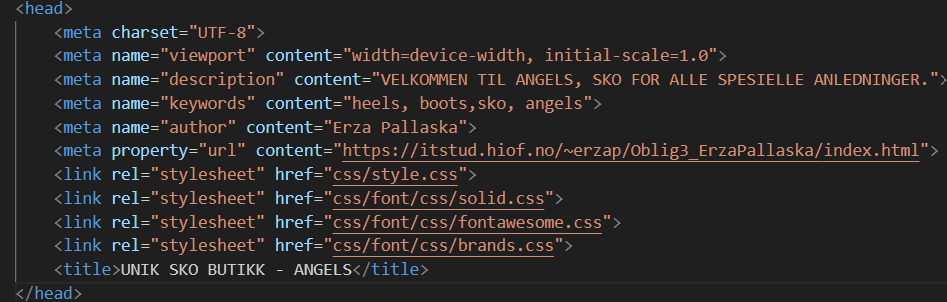 <head>
<meta charset="UTF-8">
<meta name="viewport" content="width=device-width, initial-scale=1.0">
<meta name="description" content="VELKOMMEN TIL ANGELS, SKO FOR ALLE SPESIELLE ANLEDNINGER.">
<meta name="keywords" content="heels, boots,sko, angels">
<meta name="author" content="Erza Pallaska">
<meta property="url" content="https://itstud.hiof.no/~erzap/Oblig3_ErzaPallaska/index.html">
<link rel="stylesheet" href="css/style.css">
<link rel="stylesheet" href="css/font/css/solid.css">
<link rel="stylesheet" href="css/font/css/fontawesome.css">
<link rel="stylesheet" href="css/font/css/brands.css">
<title>UNIK SKO BUTIKK - ANGELS</title>
</head>